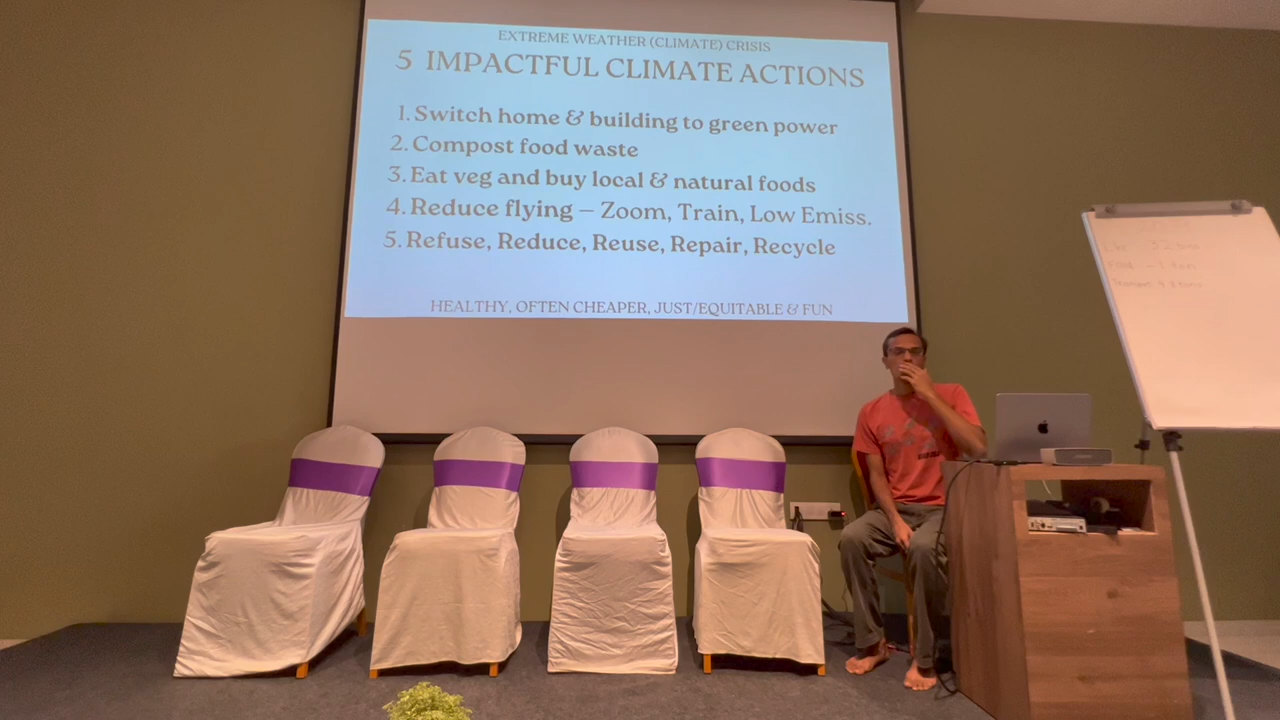 EXTREME WEATHER (CLIMATE) CRISIS
5 IMPACTFUL CLIMATE ACTIONS
1. Switch home & building to green power
2. Compost food waste
3. Eat veg and buy local & natural foods
4. Reduce flying – Zoom, Train, Low Emiss.
5. Refuse, Reduce, Reuse, Repair, Recycle
HEALTHY, OFTEN CHEAPER, JUST/EQUITABLE & FUN